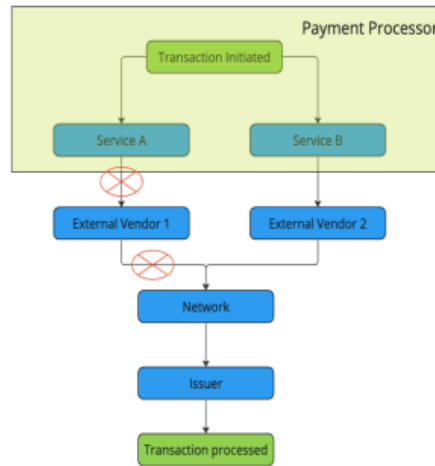 Payment Processor
Transaction Initiated
Service A
Service B
External Vendor 1
External Vendor 2
Network
Issuer
Transaction processed